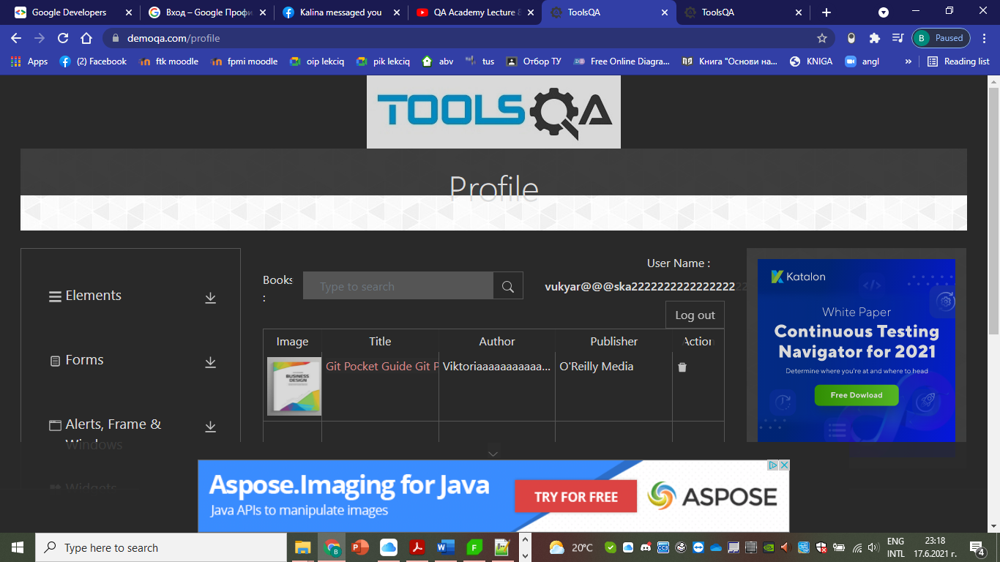 Google Developers
Вход – Google Профи
Kalina messaged you
QA Academy Lecture 8
ToolsQA
ToolsQA
demoqa.com/profile
B Paused
Apps
(2) Facebook
ftk moodle
fpmi moodle
oip lekciq
pik lekciq
abv
tus
Отбор ТУ
Free Online Diagra...
Книга "Основи на...
KNIGA
angl
»
Reading list
TOOLSQA
Profile
Elements
Forms
Alerts, Frame &
Windows
Widgets
Books
:
Type to search
User Name :
Log out
Image Title Author Publisher Action
BUSINESS
DESIGN
Git Pocket Guide Git P
Viktoriaaaaaaaaaaa...
O'Reilly Media
Katalon
White Paper
Continuous Testing
Navigator for 2021
Determine where you're at and where to head
Free Dowload
Aspose.Imaging for Java
Java APIs to manipulate images
TRY FOR FREE
ASPOSE
Type here to search
20°C
ENG
INTL
23:18
17.6.2021 г.
4